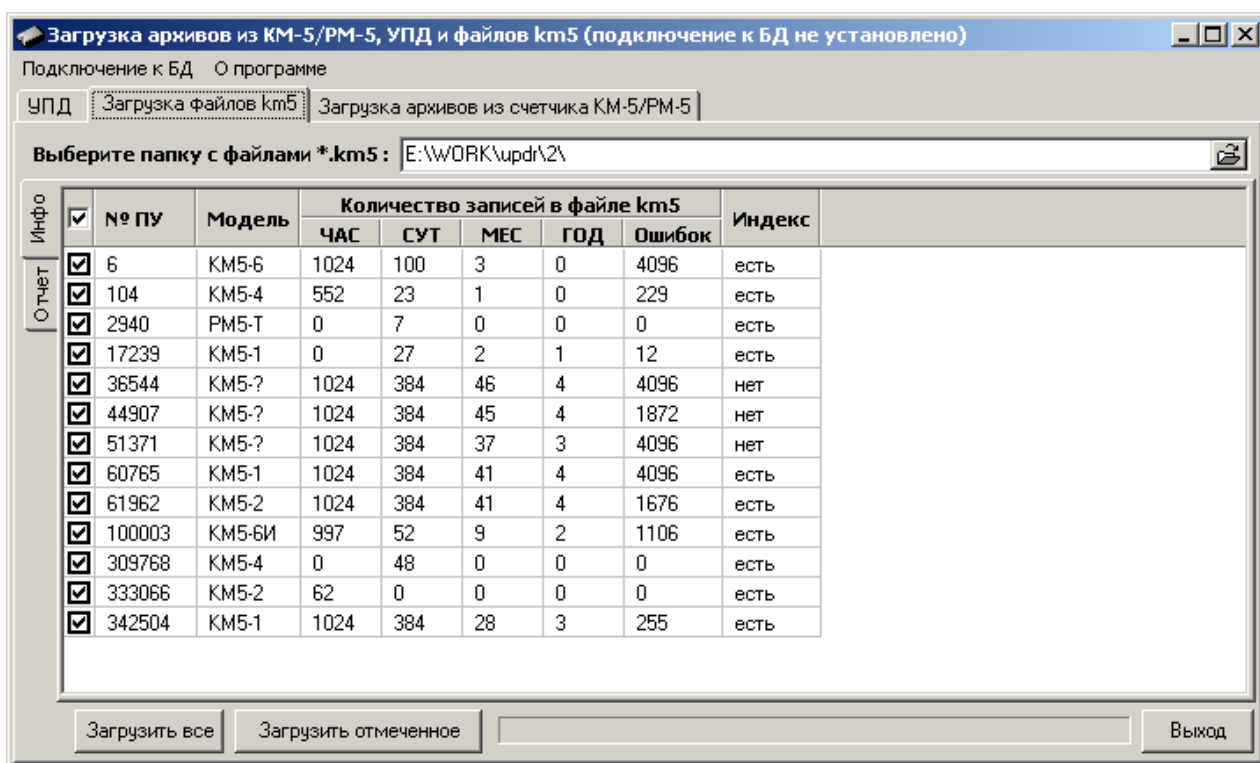 Загрузка архивов из КМ-5/РМ-5, УПД и файлов km5 (подключение к БД не установлено)
Подключение к БД О программе
УПД Загрузка файлов km5 Загрузка архивов из счетчика КМ-5/РМ-5
Выберите папку с файлами *.km5 : E:\WORK\updr\2\
Инфо
Отчет
№ ПУ Модель Количество записей в файле km5 Индекс
ЧАС СУТ МЕС ГОД Ошибок
6 КМ5-6 1024 100 3 0 4096 есть
104 КМ5-4 552 23 1 0 229 есть
2940 РМ5-Т 0 7 0 0 0 есть
17239 КМ5-1 0 27 2 1 12 есть
36544 КМ5-? 1024 384 46 4 4096 нет
44907 КМ5-? 1024 384 45 4 1872 нет
51371 КМ5-? 1024 384 37 3 4096 нет
60765 КМ5-1 1024 384 41 4 4096 есть
61962 КМ5-2 1024 384 41 4 1676 есть
100003 КМ5-6И 997 52 9 2 1106 есть
309768 КМ5-4 0 48 0 0 0 есть
333066 КМ5-2 62 0 0 0 0 есть
342504 КМ5-1 1024 384 28 3 255 есть
Загрузить все Загрузить отмеченное Выход